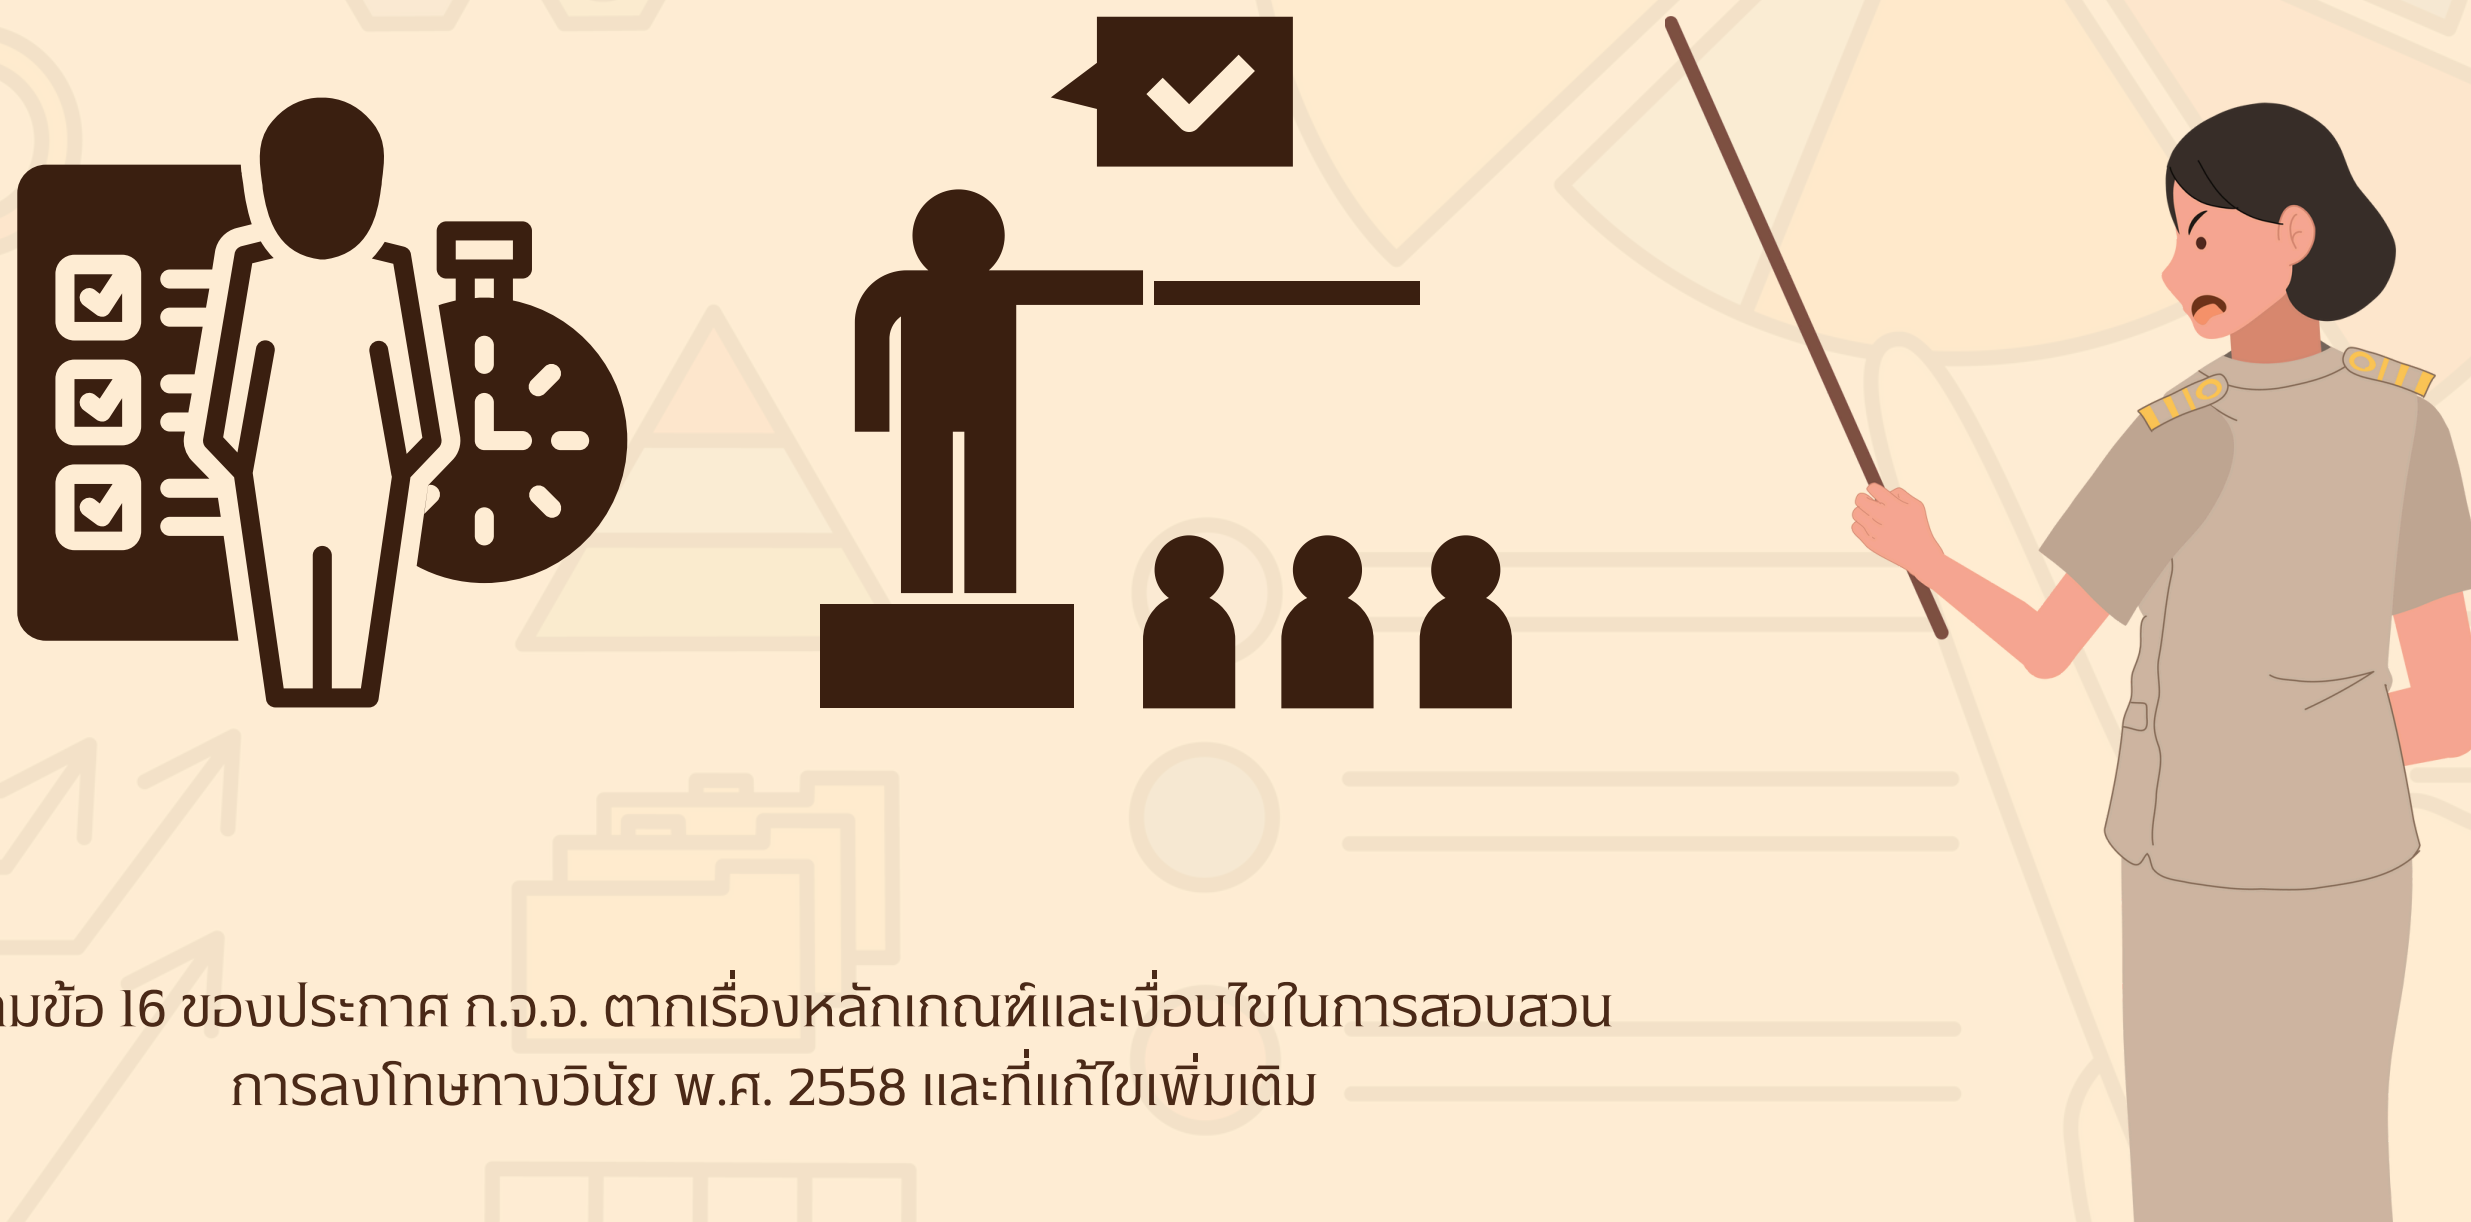 มข้อ 16 ของประกาศ ก.จ.จ. ตากเรื่องหลักเกณฑ์และเงื่อนไขในการสอบสวน
การลงโทษทางวินัย พ.ศ. 2558 และที่แก้ไขเพิ่มเติม